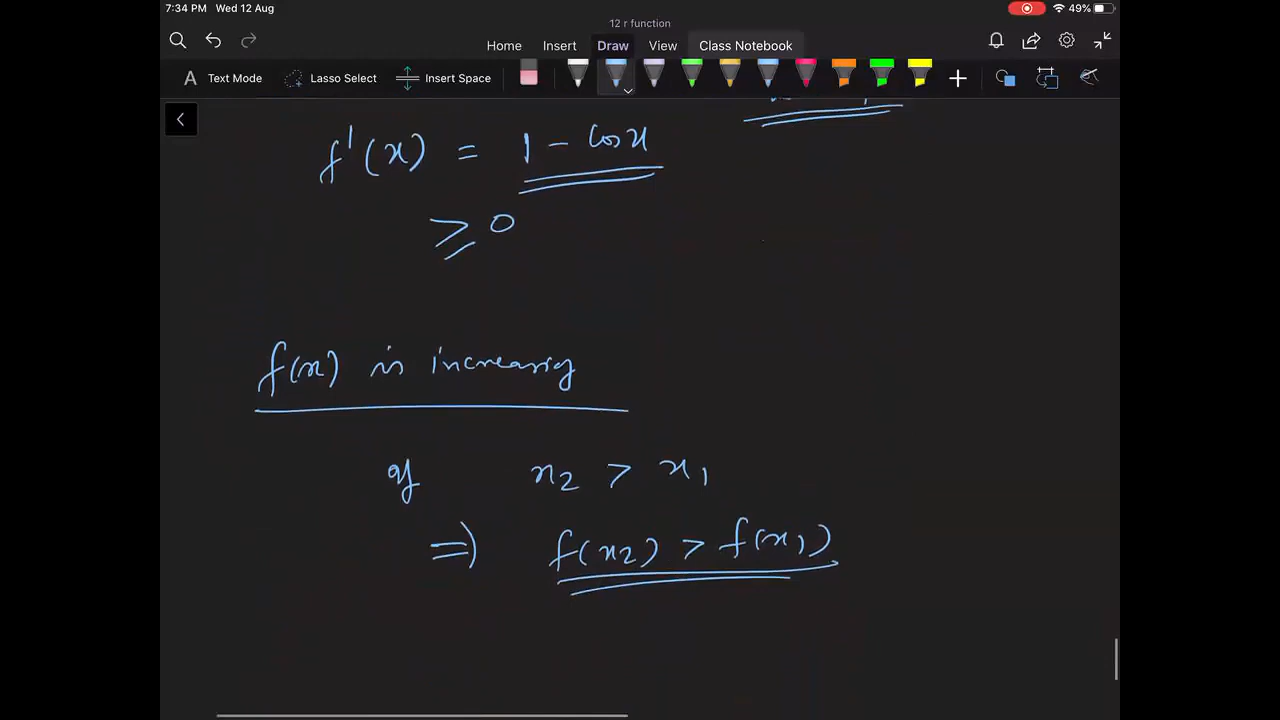 7:34 PM Wed 12 Aug
49%
12 r function
Home Insert Draw View Class Notebook
Text Mode Lasso Select Insert Space
f'(x) = 1 - Cos x
≥ 0
f(x) is increasing
if x2 > x1
⇒ f(x2) > f(x1)